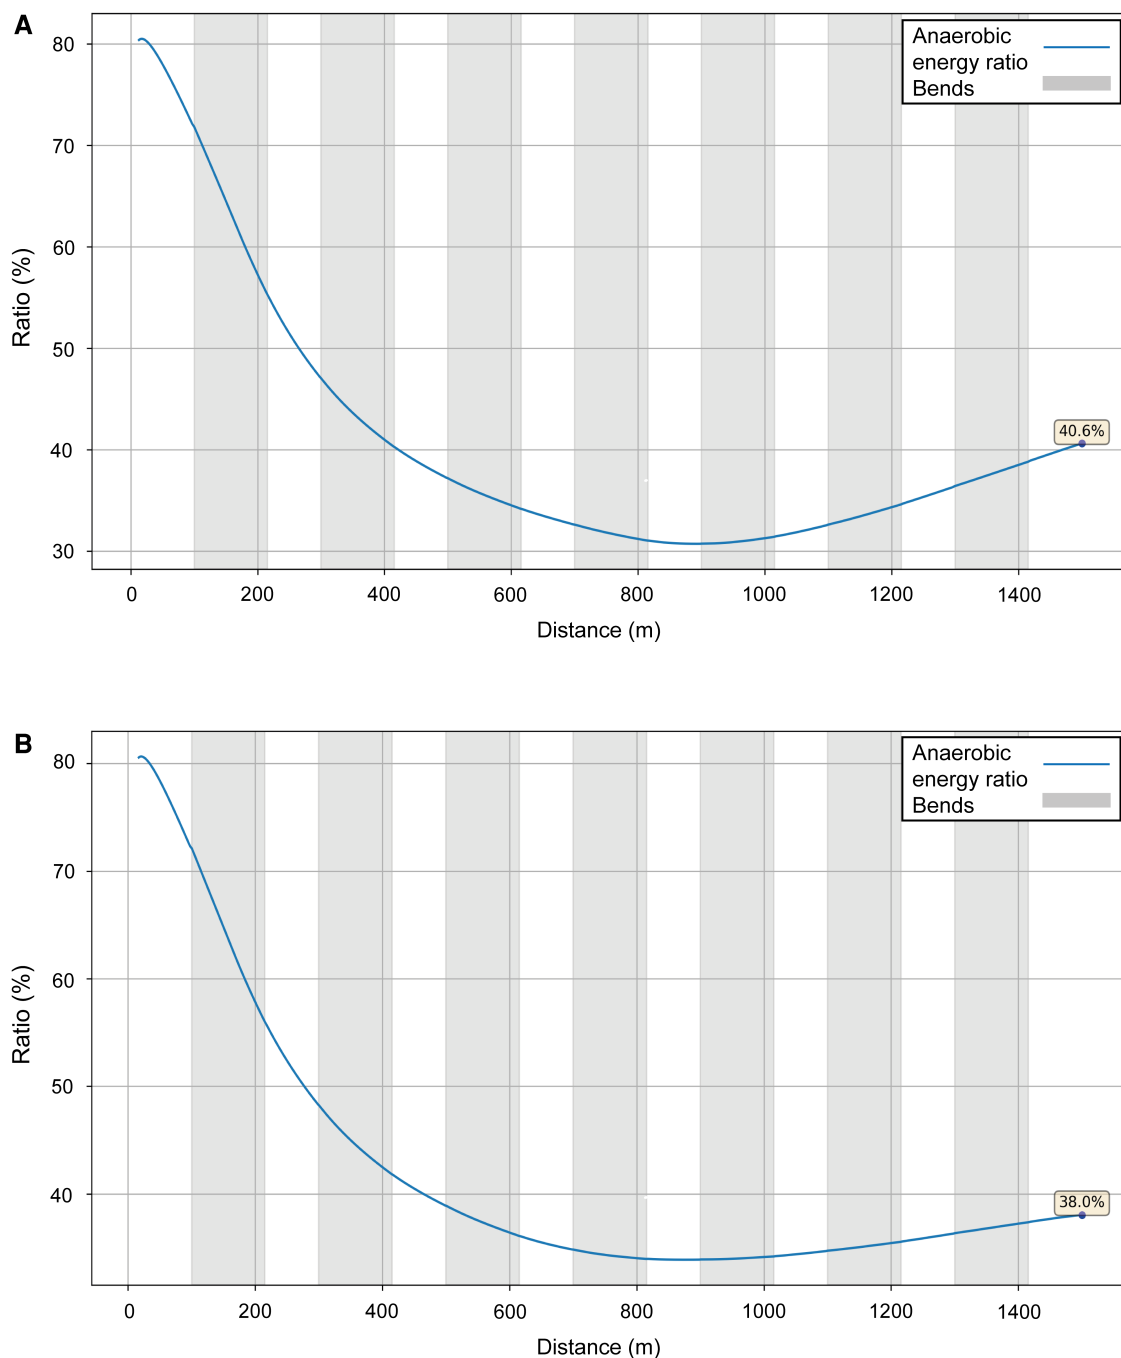 A
Anaerobic
energy ratio
Bends
80
70
60
50
40
30
Ratio (%)
40.6%
0 200 400 600 800 1000 1200 1400
Distance (m)
B
Anaerobic
energy ratio
Bends
80
70
60
50
40
Ratio (%)
38.0%
0 200 400 600 800 1000 1200 1400
Distance (m)